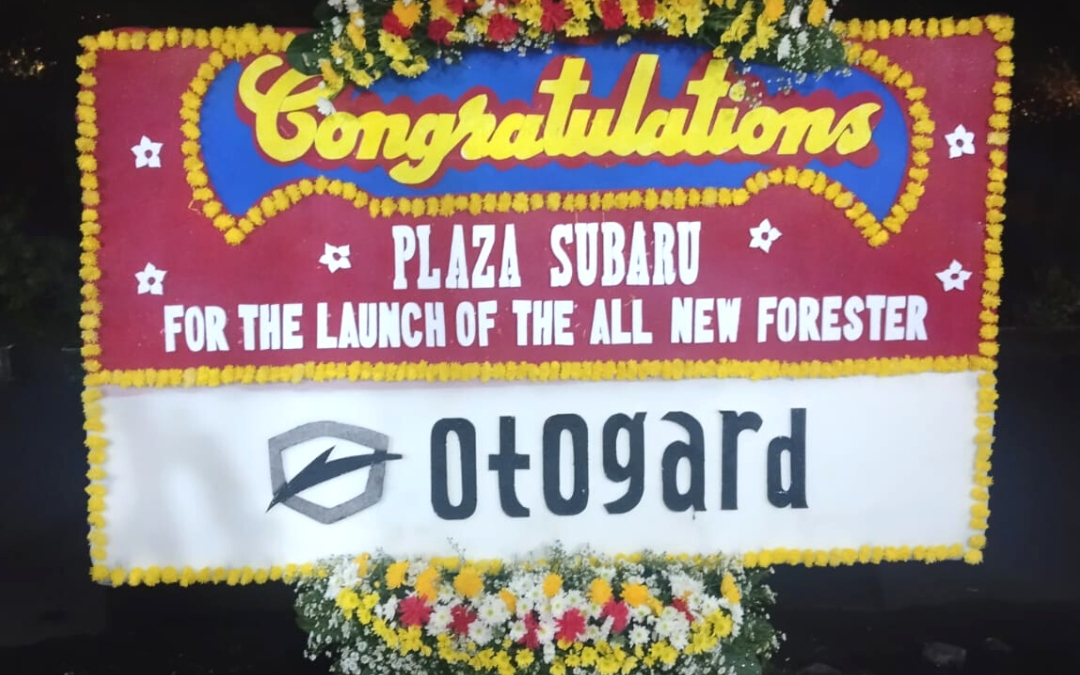 Congratulations
PLAZA SUBARU
FOR THE LAUNCH OF THE ALL NEW FORESTER
otogard